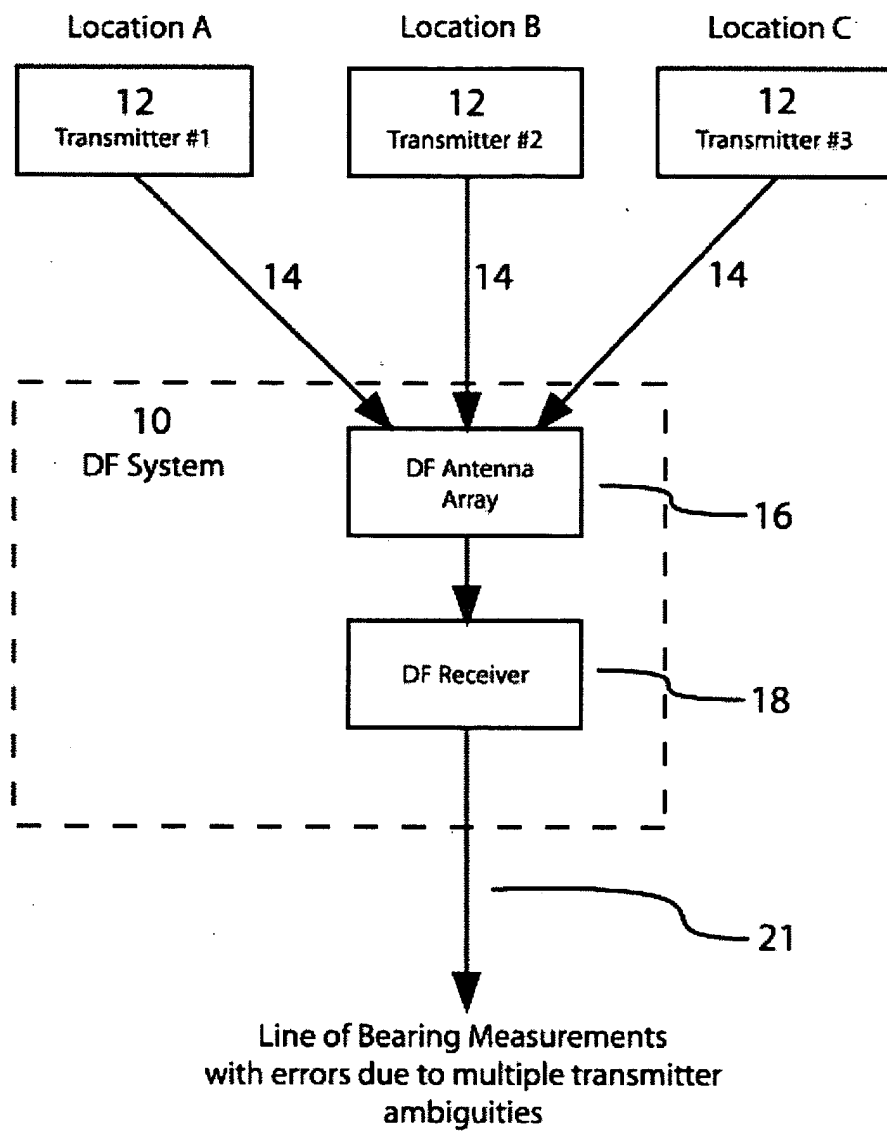 Location A
Location B
Location C
12
Transmitter #1
12
Transmitter #2
12
Transmitter #3
14
14
14
10
DF System
DF Antenna
Array
16
DF Receiver
18
21
Line of Bearing Measurements
with errors due to multiple transmitter
ambiguities